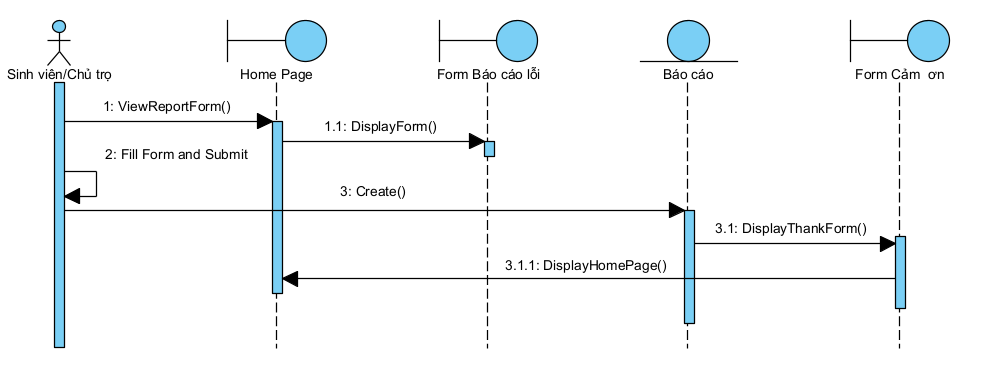 Sinh viên/Chủ trọ
Home Page
Form Báo cáo lỗi
Báo cáo
Form Cảm ơn
1: ViewReportForm()
1.1: DisplayForm()
2: Fill Form and Submit
3: Create()
3.1: DisplayThankForm()
3.1.1: DisplayHomePage()